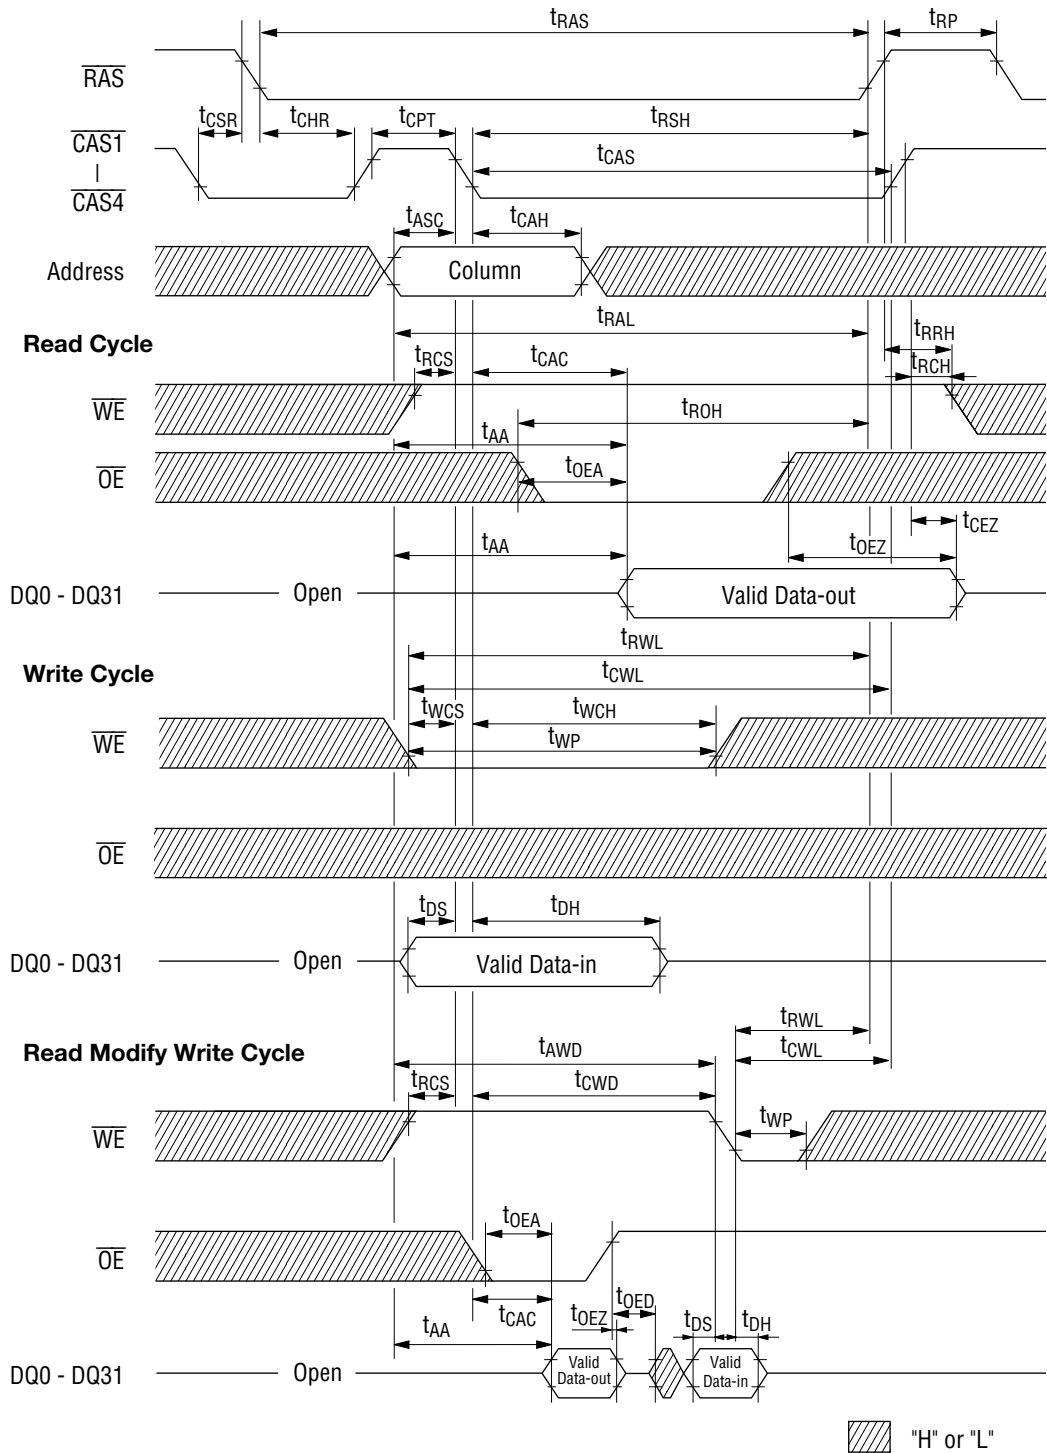 tRAS
tRP
RAS
tCSR
tCHR
tCPT
tRSH
CAS1
|
CAS4
tCAS
tASC
tCAH
Address
Column
tRAL
Read Cycle
tRRH
tRCS
tCAC
tRCH
WE
tROH
tAA
OE
tOEA
tCEZ
tAA
tOEZ
DQ0 - DQ31
Open
Valid Data-out
tRWL
Write Cycle
tCWL
tWCS
tWCH
WE
tWP
OE
tDS
tDH
DQ0 - DQ31
Open
Valid Data-in
tRWL
Read Modify Write Cycle
tAWD
tCWL
tRCS
tCWD
WE
tWP
tOEA
OE
tCAC
tOEZ
tOED
tAA
tDS
tDH
DQ0 - DQ31
Open
Valid
Data-out
Valid
Data-in
"H" or "L"